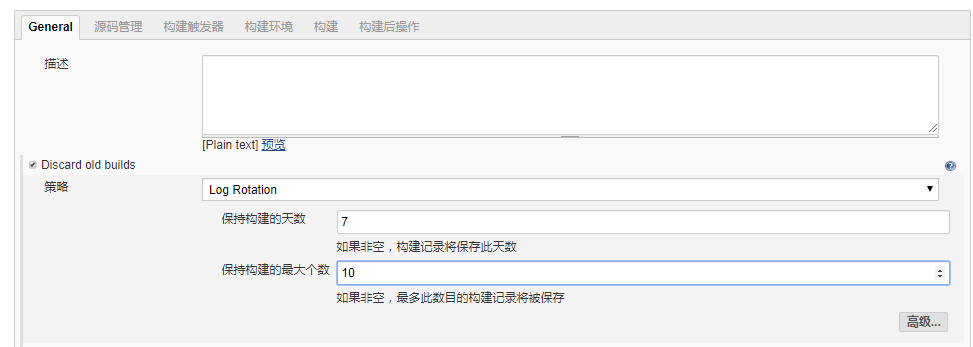 General 源码管理 构建触发器 构建环境 构建 构建后操作
描述
[Plain text] 预览
Discard old builds
策略 Log Rotation
保持构建的天数 7
如果非空，构建记录将保存此天数
保持构建的最大个数 10
如果非空，最多此数目的构建记录将被保存
高级...